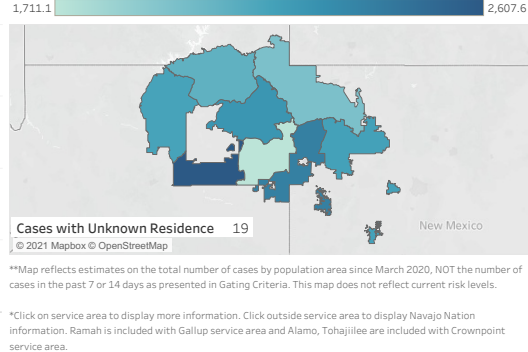 1,711.1 2,607.6
New Mexico
Cases with Unknown Residence 19
© 2021 Mapbox © OpenStreetMap
**Map reflects estimates on the total number of cases by population area since March 2020, NOT the number of
cases in the past 7 or 14 days as presented in Gating Criteria. This map does not reflect current risk levels.
*Click on service area to display more information. Click outside service area to display Navajo Nation
information. Ramah is included with Gallup service area and Alamo, Tohajiilee are included with Crownpoint
service area.